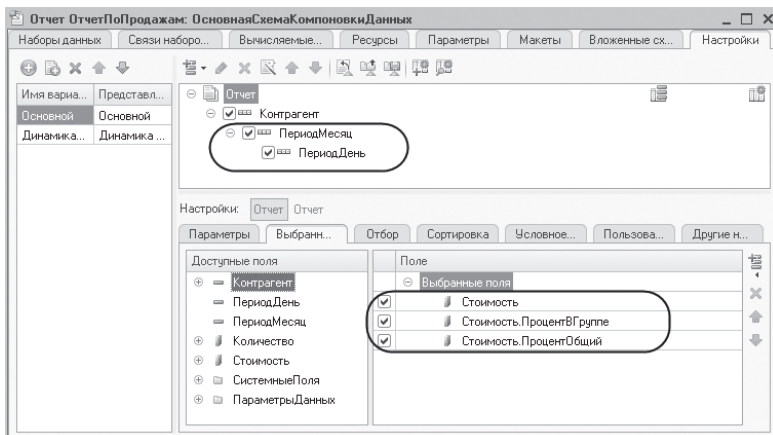 Отчет ОтчетПоПродажам: ОсновнаяСхемаКомпоновкиДанных
Наборы данных Связи наборо... Вычисляемые... Ресурсы Параметры Макеты Вложенные сх... Настройки
Имя вариа... Представл...
Основной Основной
Динамика... Динамика ...
Отчет
Контрагент
ПериодМесяц
ПериодДень
Настройки: Отчет Отчет
Параметры Выбранн... Отбор Сортировка Условное... Пользова... Другие н...
Доступные поля
Контрагент
ПериодДень
ПериодМесяц
Количество
Стоимость
СистемныеПоля
ПараметрыДанных
Поле
Выбранные поля
Стоимость
Стоимость.ПроцентВГруппе
Стоимость.ПроцентОбщий